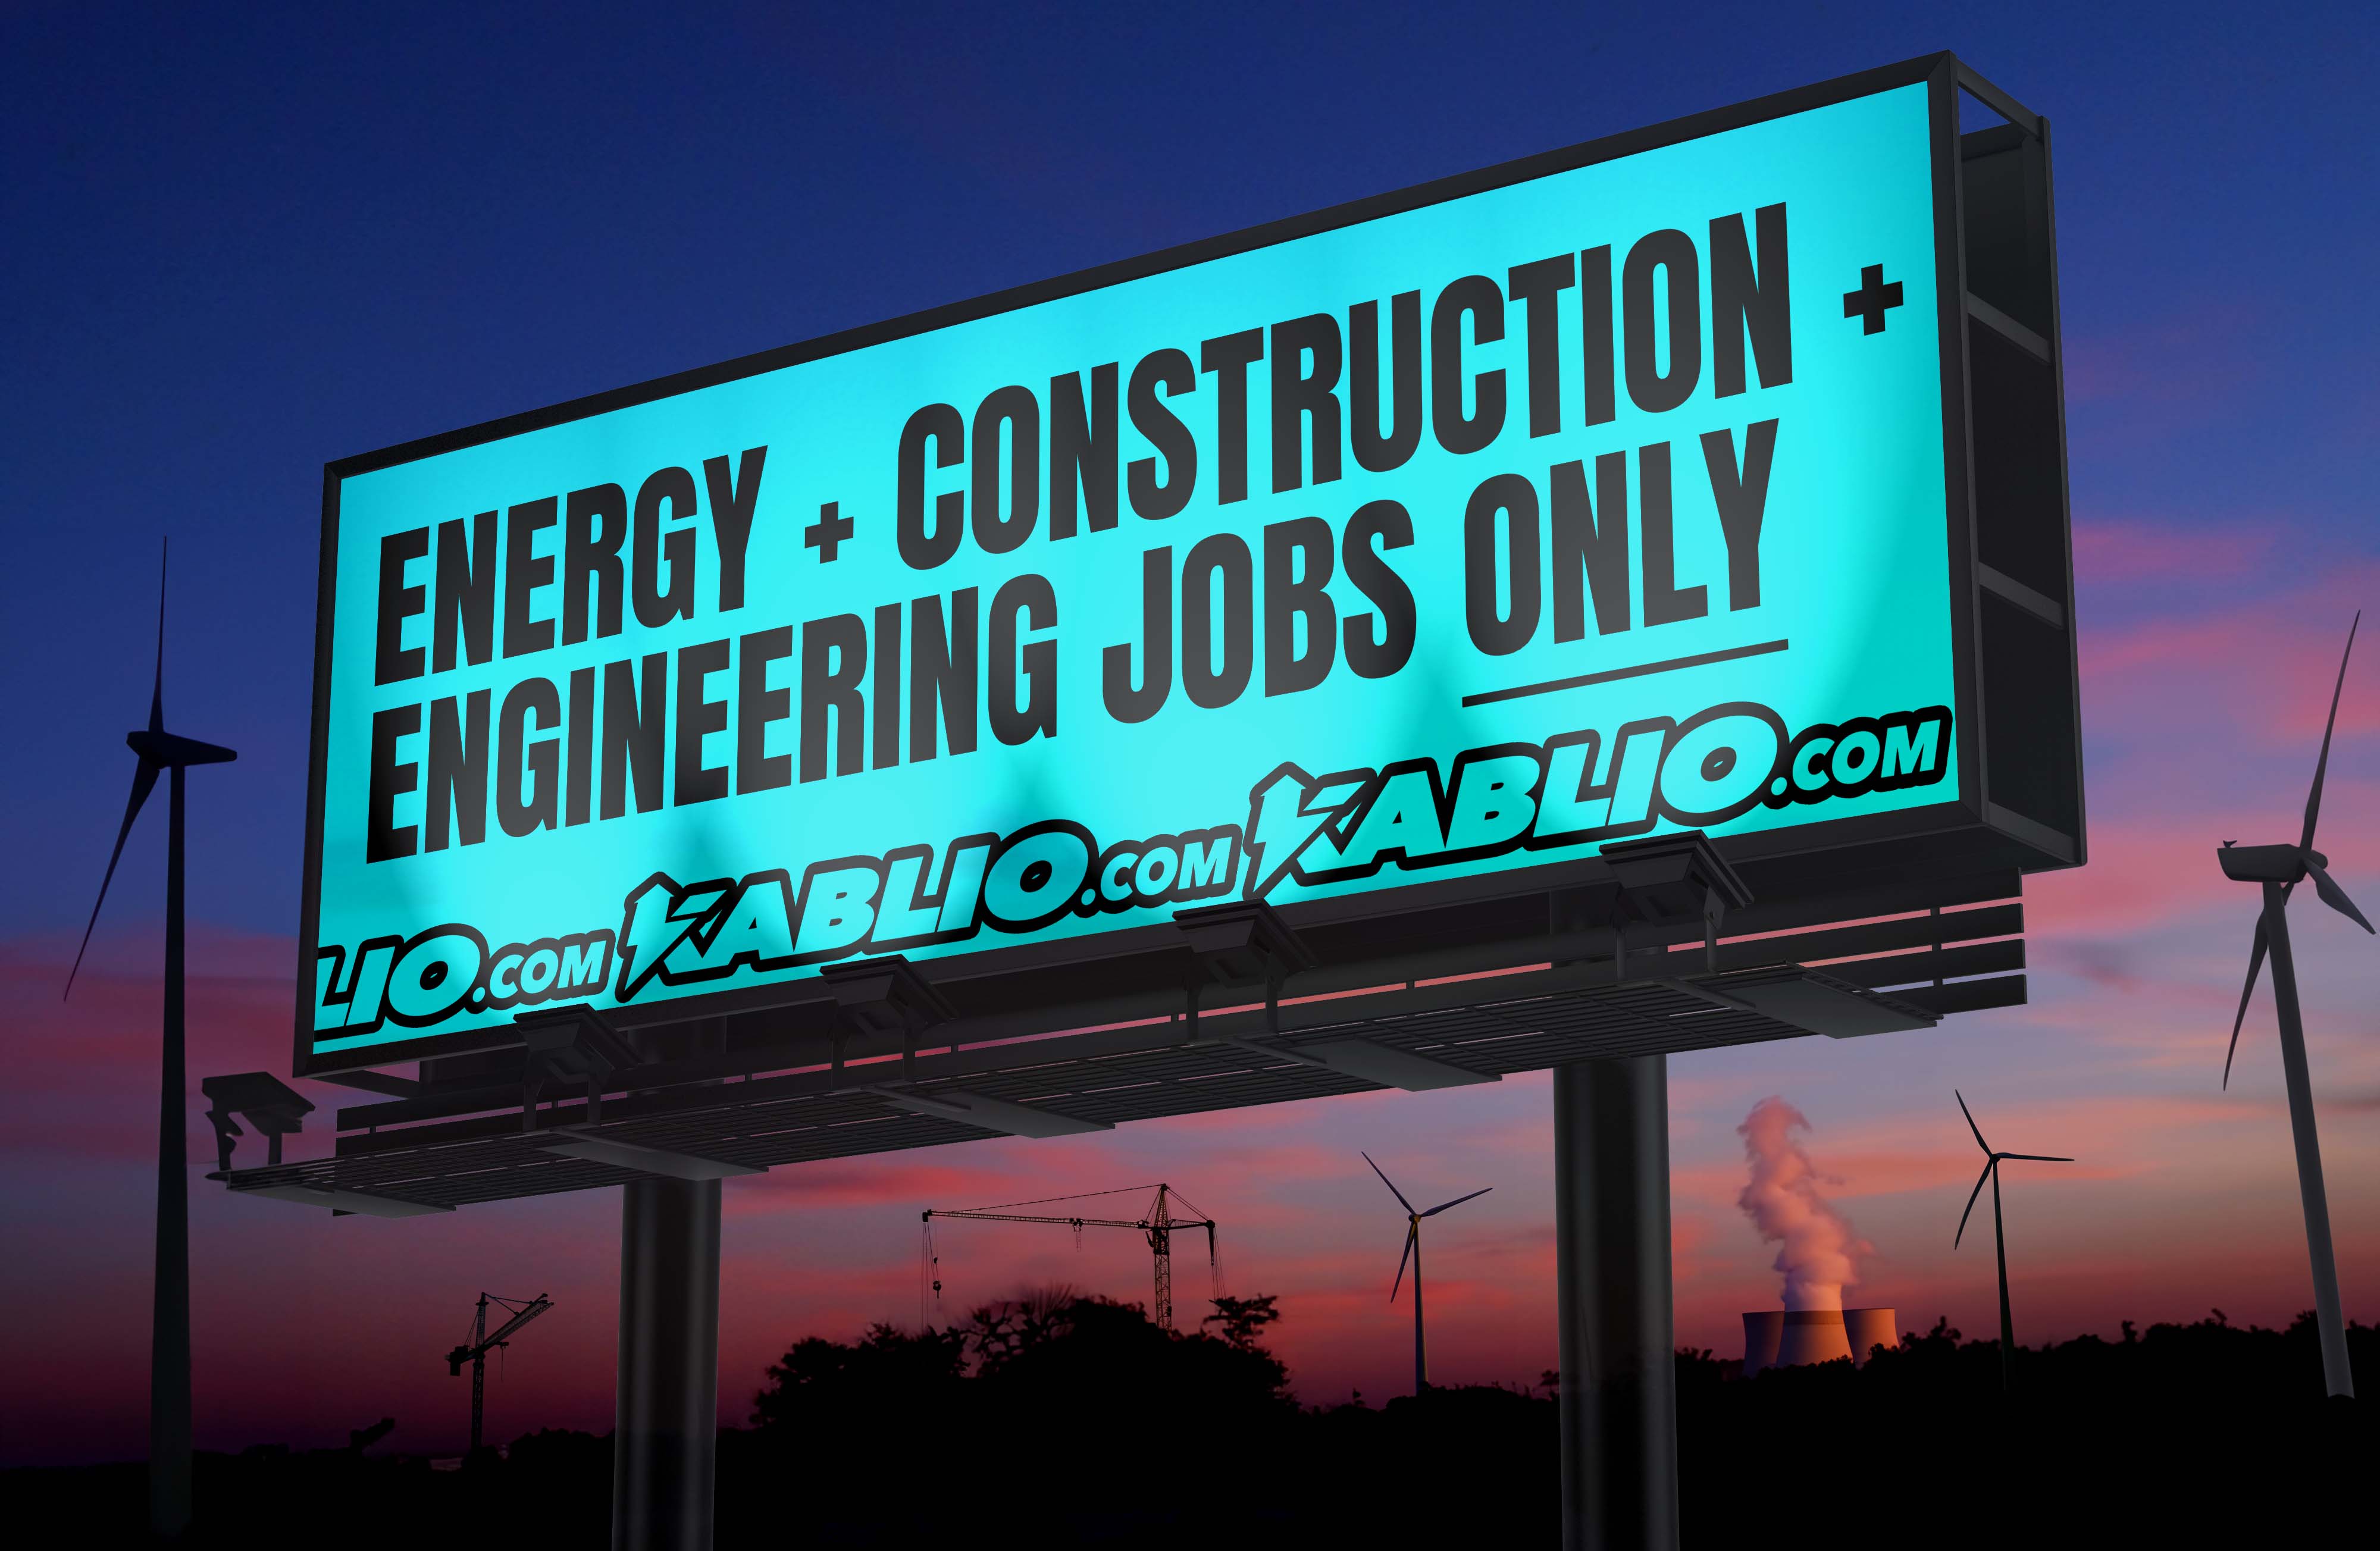 ENERGY + CONSTRUCTION +
ENGINEERING JOBS ONLY
LIO.COM KABLIO.COM KABLIO.COM